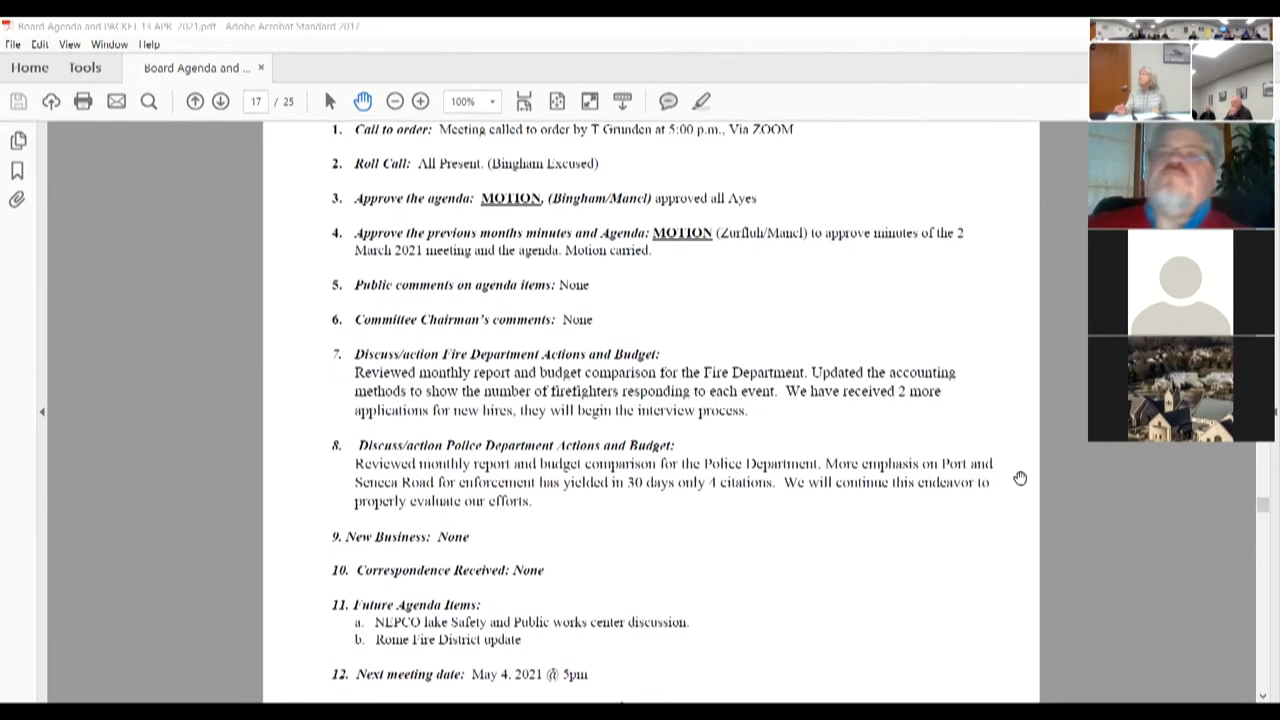 Board Agenda and PACKET 13 APR 2021.pdf - Adobe Acrobat Standard 2017
File Edit View Window Help
Home Tools Board Agenda and ... ×
17 / 25 100%
1. Call to order: Meeting called to order by T Grunden at 5:00 p.m., Via ZOOM
2. Roll Call: All Present. (Bingham Excused)
3. Approve the agenda: MOTION, (Bingham/Mancl) approved all Ayes
4. Approve the previous months minutes and Agenda: MOTION (Zurfluh/Mancl) to approve minutes of the 2
March 2021 meeting and the agenda. Motion carried.
5. Public comments on agenda items: None
6. Committee Chairman's comments: None
7. Discuss/action Fire Department Actions and Budget:
Reviewed monthly report and budget comparison for the Fire Department. Updated the accounting
methods to show the number of firefighters responding to each event. We have received 2 more
applications for new hires, they will begin the interview process.
8. Discuss/action Police Department Actions and Budget:
Reviewed monthly report and budget comparison for the Police Department. More emphasis on Port and
Seneca Road for enforcement has yielded in 30 days only 4 citations. We will continue this endeavor to
properly evaluate our efforts.
9. New Business: None
10. Correspondence Received: None
11. Future Agenda Items:
a. NEPCO lake Safety and Public works center discussion.
b. Rome Fire District update
12. Next meeting date: May 4, 2021 @ 5pm